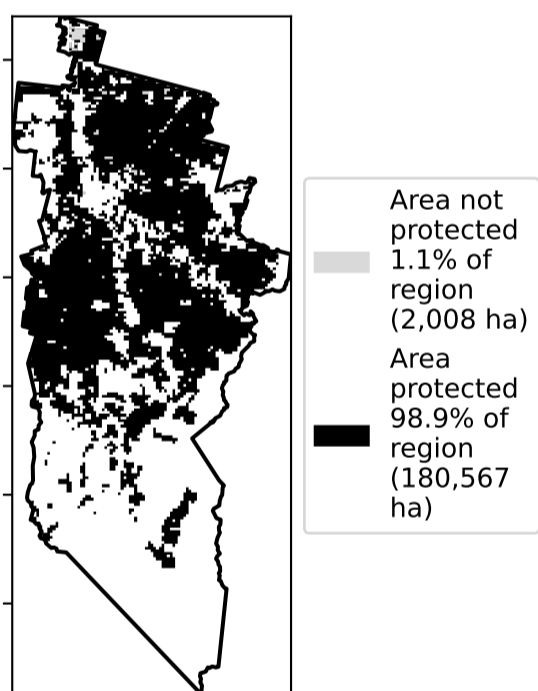 Area not
protected
1.1% of
region
(2,008 ha)
Area
protected
98.9% of
region
(180,567
ha)